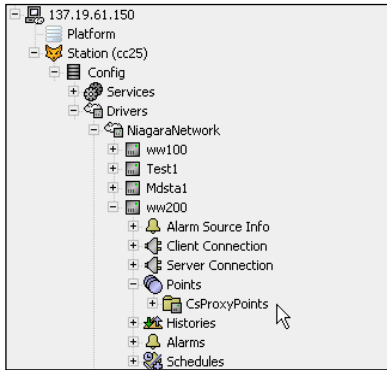 137.19.61.150
Platform
Station (cc25)
Config
Services
Drivers
NiagaraNetwork
ww100
Test1
Mdsta1
ww200
Alarm Source Info
Client Connection
Server Connection
Points
CsProxyPoints
Histories
Alarms
Schedules